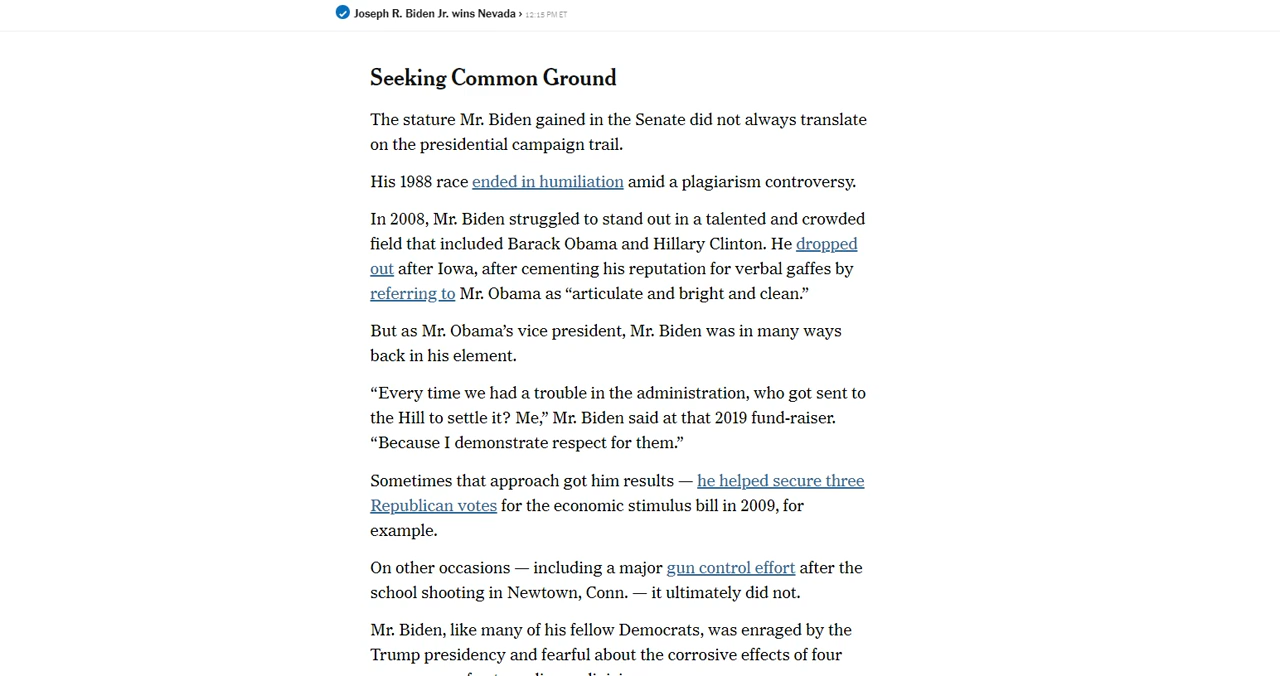 Joseph R. Biden Jr. wins Nevada › 12:15 PM ET
Seeking Common Ground
The stature Mr. Biden gained in the Senate did not always translate
on the presidential campaign trail.
His 1988 race ended in humiliation amid a plagiarism controversy.
In 2008, Mr. Biden struggled to stand out in a talented and crowded
field that included Barack Obama and Hillary Clinton. He dropped
out after Iowa, after cementing his reputation for verbal gaffes by
referring to Mr. Obama as “articulate and bright and clean.”
But as Mr. Obama’s vice president, Mr. Biden was in many ways
back in his element.
“Every time we had a trouble in the administration, who got sent to
the Hill to settle it? Me,” Mr. Biden said at that 2019 fund-raiser.
“Because I demonstrate respect for them.”
Sometimes that approach got him results — he helped secure three
Republican votes for the economic stimulus bill in 2009, for
example.
On other occasions — including a major gun control effort after the
school shooting in Newtown, Conn. — it ultimately did not.
Mr. Biden, like many of his fellow Democrats, was enraged by the
Trump presidency and fearful about the corrosive effects of four